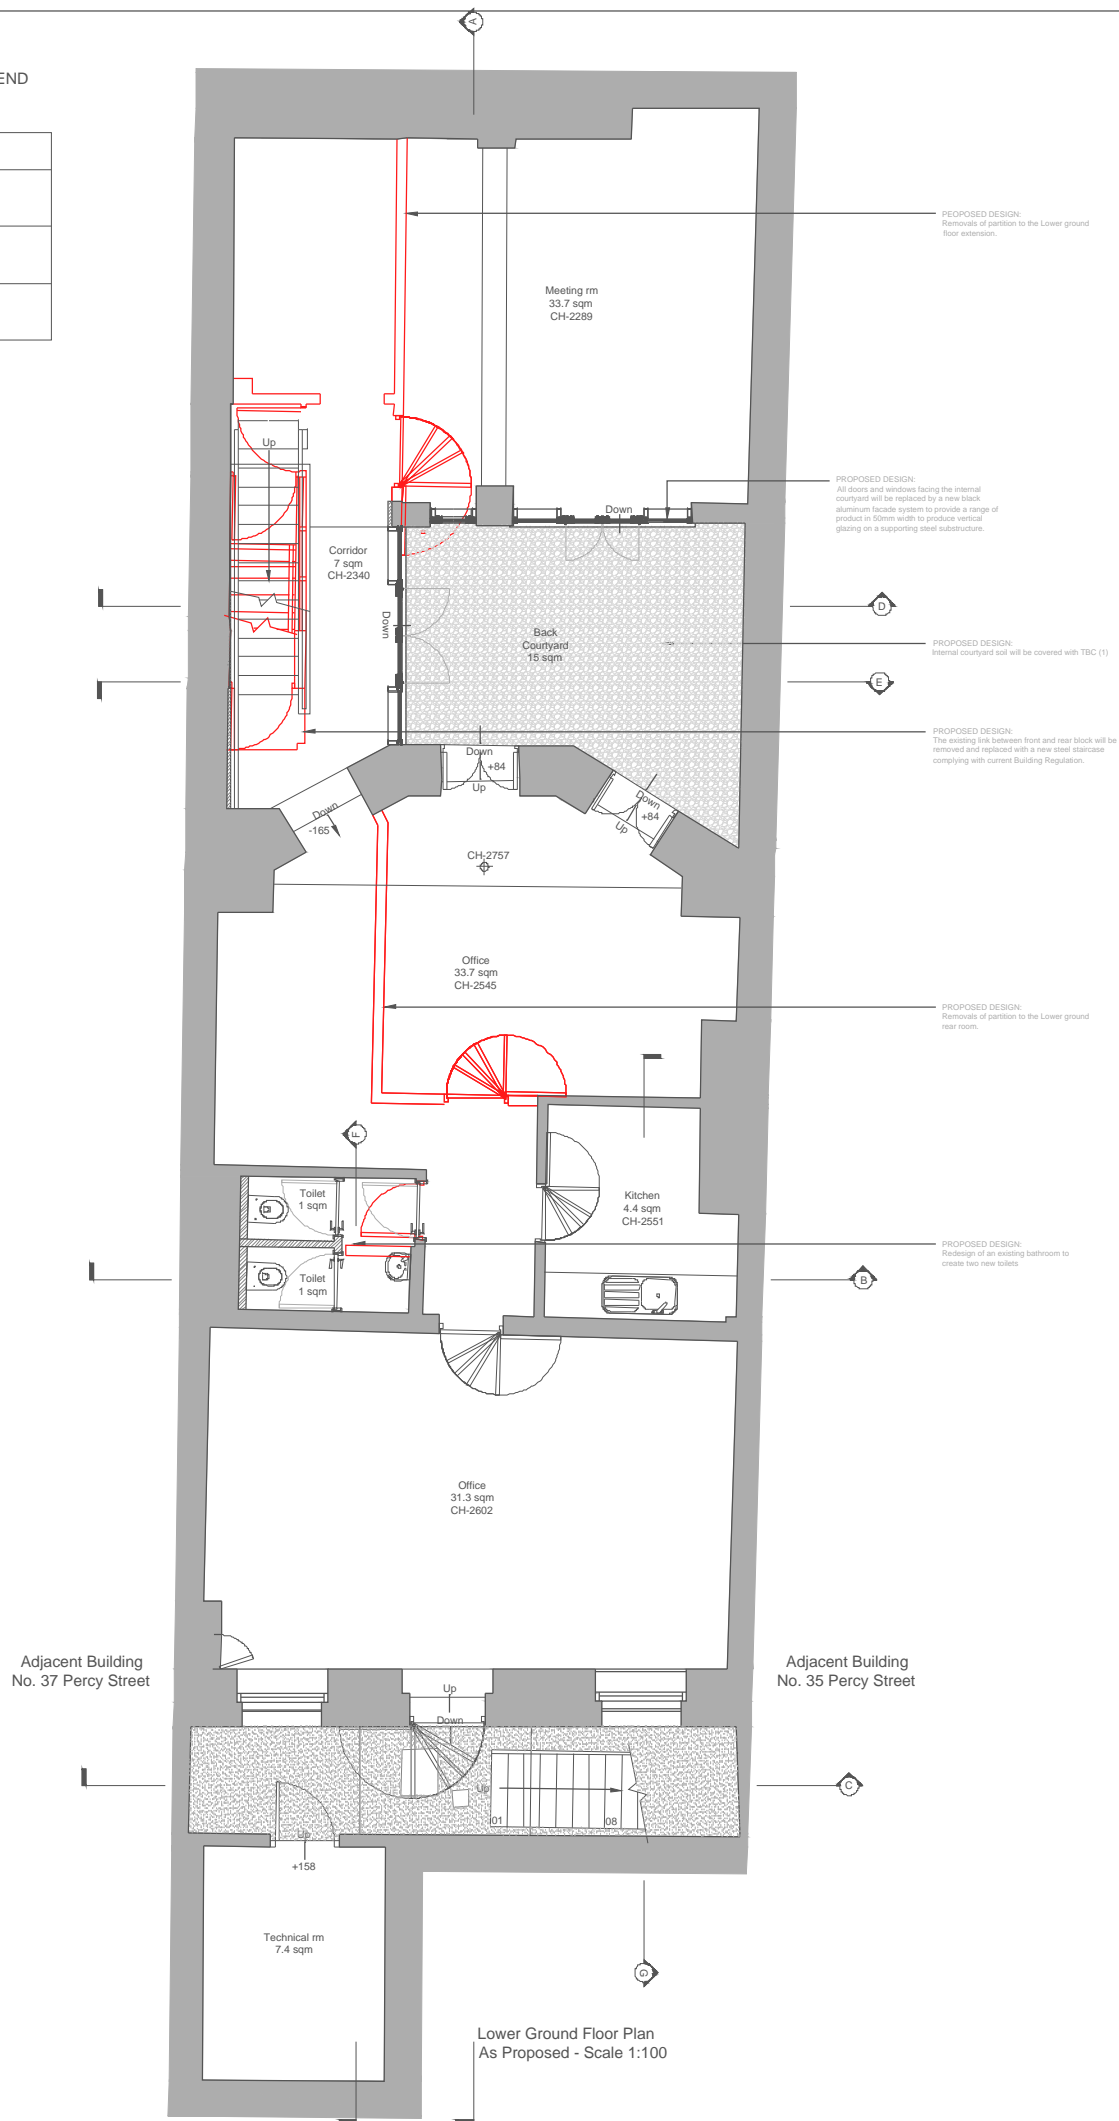 A
END
PEOPOSED DESIGN:
Removals of partition to the Lower ground
floor extension.
Meeting rm
33.7 sqm
CH-2289
Up
PROPOSED DESIGN:
All doors and windows facing the internal
courtyard will be replaced by a new black
aluminum facade system to provide a range of
product in 50mm width to produce vertical
glazing on a supporting steel substructure.
Down
Corridor
7 sqm
CH-2340
D
Down
Back
Courtyard
15 sqm
PROPOSED DESIGN:
Internal courtyard soil will be covered with TBC (1)
E
PROPOSED DESIGN:
The existing link between front and rear block will be
removed and replaced with a new steel staircase
complying with current Building Regulation.
Down
+84
Up
Down
+84
Up
Down
-165
CH-2757
Office
33.7 sqm
CH-2545
PROPOSED DESIGN:
Removals of partition to the Lower ground
rear room.
F
Toilet
1 sqm
Kitchen
4.4 sqm
CH-2551
PROPOSED DESIGN:
Redesign of an existing bathroom to
create two new toilets
Toilet
1 sqm
B
Office
31.3 sqm
CH-2602
Adjacent Building
No. 37 Percy Street
Adjacent Building
No. 35 Percy Street
Up
Down
Up
01
08
C
Up
+158
Technical rm
7.4 sqm
G
Lower Ground Floor Plan
As Proposed - Scale 1:100